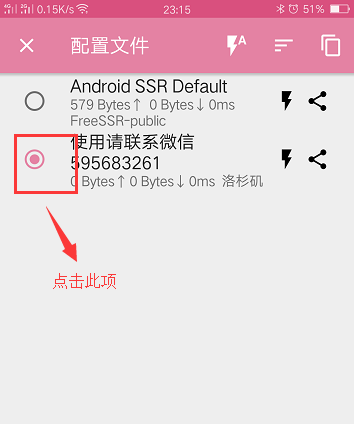 0.15K/s 23:15 51%
配置文件 A
Android SSR Default
579 Bytes↑ 0 Bytes↓ 0ms
FreeSSR-public
使用请联系微信
595683261
0 Bytes↑ 0 Bytes↓ 0ms 洛杉矶
点击此项